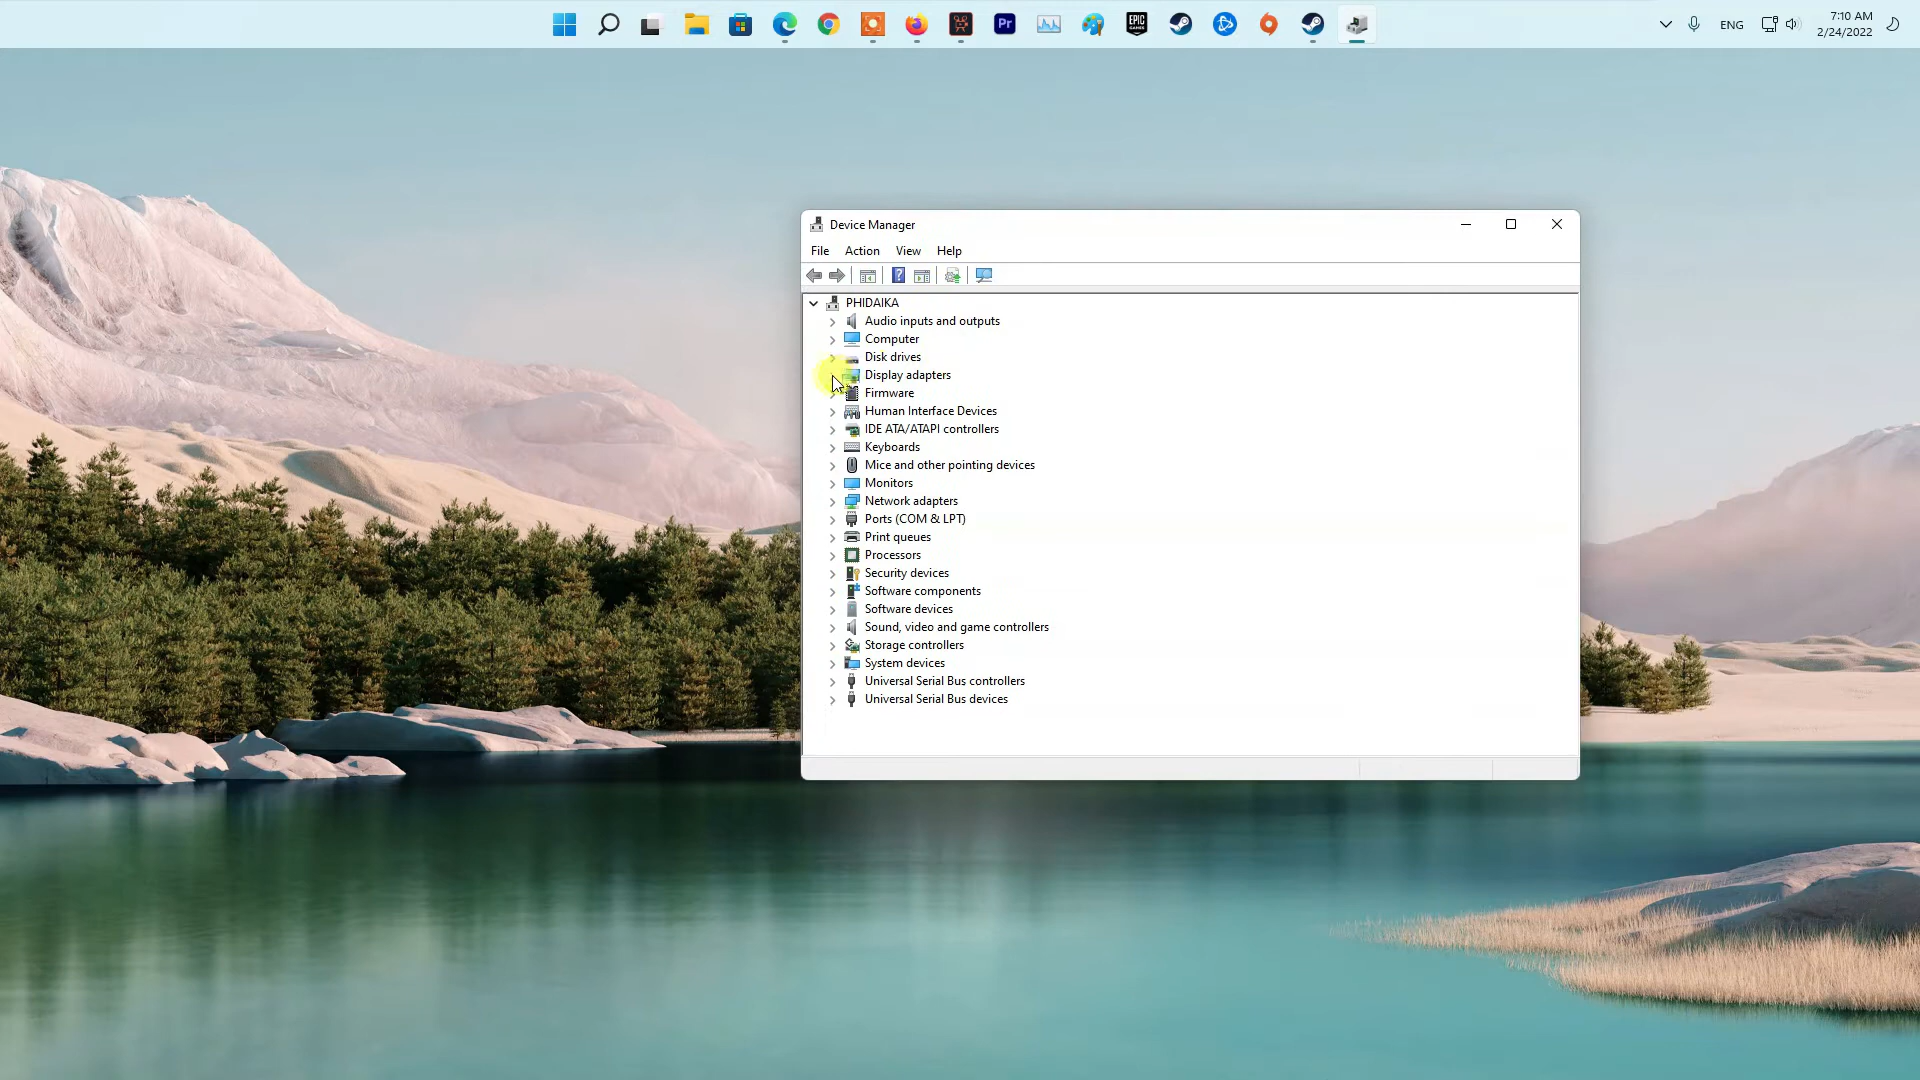 Pr
EPIC
GAMES
ENG
7:10 AM
2/24/2022
Device Manager
File Action View Help
PHIDAIKA
Audio inputs and outputs
Computer
Disk drives
Display adapters
Firmware
Human Interface Devices
IDE ATA/ATAPI controllers
Keyboards
Mice and other pointing devices
Monitors
Network adapters
Ports (COM & LPT)
Print queues
Processors
Security devices
Software components
Software devices
Sound, video and game controllers
Storage controllers
System devices
Universal Serial Bus controllers
Universal Serial Bus devices